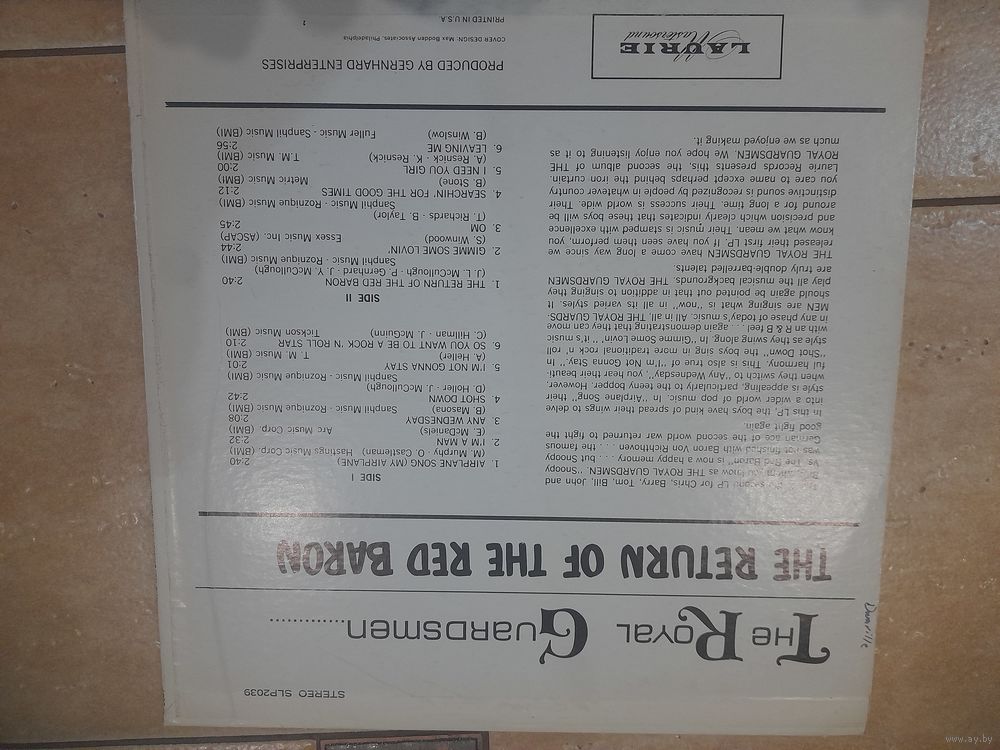 STEREO SLP2039
THE ROYAL GUARDSMEN..............
THE RETURN OF THE RED BARON
second LP for Chris, Barry, Tom, Bill, John and
you know as THE ROYAL GUARDSMEN. "Snoopy
Vs. The Red Baron" is now a happy memory . . . but Snoopy
was not finished with Baron Von Richthoven . . . the famous
German ace of the second world war returned to fight the
good fight again.
In this LP, the boys have kind of spread their wings to delve
into a wider world of pop music. In "Airplane Song" their
style is appealing, particularly to the teeny bopper. However,
when they switch to "Any Wednesday", you hear their beauti-
ful harmony. This is also true of "I'm Not Gonna Stay." In
"Shot Down" the boys sing in more traditional rock n' roll
style as they swing along. In "Gimme Some Lovin' " it's music
with an R & B feel . . . again demonstrating that they can move
in any phase of today's music. All in all, THE ROYAL GUARDS-
MEN are singing what is "now" in all its varied styles. It
should again be pointed out that in addition to singing they
play all the musical backgrounds. THE ROYAL GUARDSMEN
are truly double-barrelled talents.
THE ROYAL GUARDSMEN have come a long way since we
released their first LP. If you have seen them perform, you
know what we mean. Their music is stamped with excellence
and precision which clearly indicates that these boys will be
around for a long time. Their success is world wide. Their
distinctive sound is recognized by people in whatever country
you care to name except perhaps behind the iron curtain.
Laurie Records presents this, the second album of THE
ROYAL GUARDSMEN. We hope you enjoy listening to it as
much as we enjoyed making it.
SIDE I
1. AIRPLANE SONG (MY AIRPLANE) 2:40
(M. Murphy - O. Castleman) Hastings Music Corp. (BMI)
2. I'M A MAN 2:32
(E. McDaniels) Arc Music Corp. (BMI)
3. ANY WEDNESDAY 2:08
(B. Masons) Sanphil Music - Roznique Music (BMI)
4. SHOT DOWN 2:42
(D. Holler - J. McCullough)
Sanphil Music - Roznique Music (BMI)
5. I'M NOT GONNA STAY 2:01
(A. Heller) T. M. Music (BMI)
6. SO YOU WANT TO BE A ROCK 'N' ROLL STAR 2:10
(C. Hillman - J. McGuinn) Tickson Music (BMI)
SIDE II
1. THE RETURN OF THE RED BARON 2:40
(J. L. McCullough - P. Gernhard - J. Y. McCullough)
Sanphil Music - Roznique Music (BMI)
2. GIMME SOME LOVIN' 2:44
(S. Winwood) Essex Music Inc. (ASCAP)
3. OM 2:45
(T. Richards - B. Taylor)
Sanphil Music - Roznique Music (BMI)
4. SEARCHIN' FOR THE GOOD TIMES 2:12
(B. Stone) Metric Music (BMI)
5. I NEED YOU GIRL 2:00
(A. Resnick - K. Resnick) T.M. Music (BMI)
6. LEAVING ME 2:56
(B. Winslow) Fuller Music - Sanphil Music (BMI)
LAURIE
Mastersound
PRODUCED BY GERNHARD ENTERPRISES
COVER DESIGN: Max Bodden Associates, Philadelphia
PRINTED IN U.S.A.
2
www.ay.by